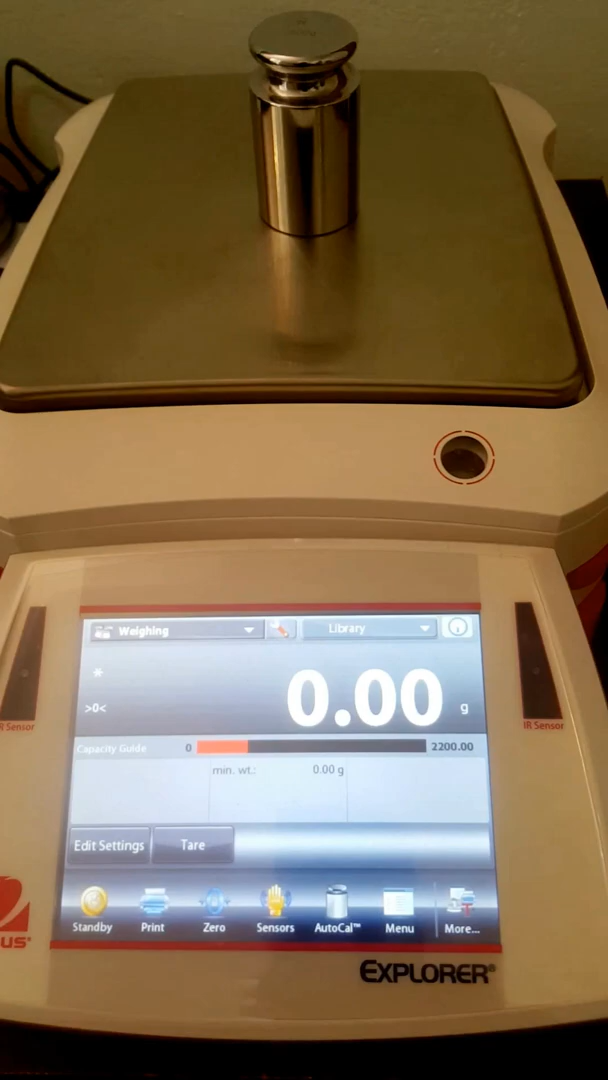 Weighing
Library
*
>0<
0.00 g
Capacity Guide 0 2200.00
min. wt.: 0.00 g
IR Sensor
R Sensor
Edit Settings
Tare
Standby
Print
Zero
Sensors
AutoCal™
Menu
More...
US®
EXPLORER®